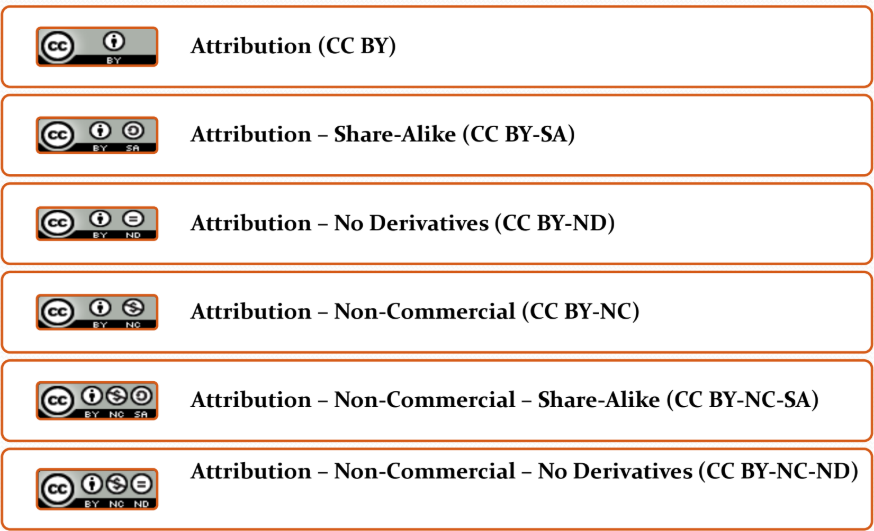 cc BY Attribution (CC BY)
cc BY SA Attribution – Share-Alike (CC BY-SA)
cc BY ND Attribution – No Derivatives (CC BY-ND)
cc BY NC Attribution – Non-Commercial (CC BY-NC)
cc BY NC SA Attribution – Non-Commercial – Share-Alike (CC BY-NC-SA)
cc BY NC ND Attribution – Non-Commercial – No Derivatives (CC BY-NC-ND)